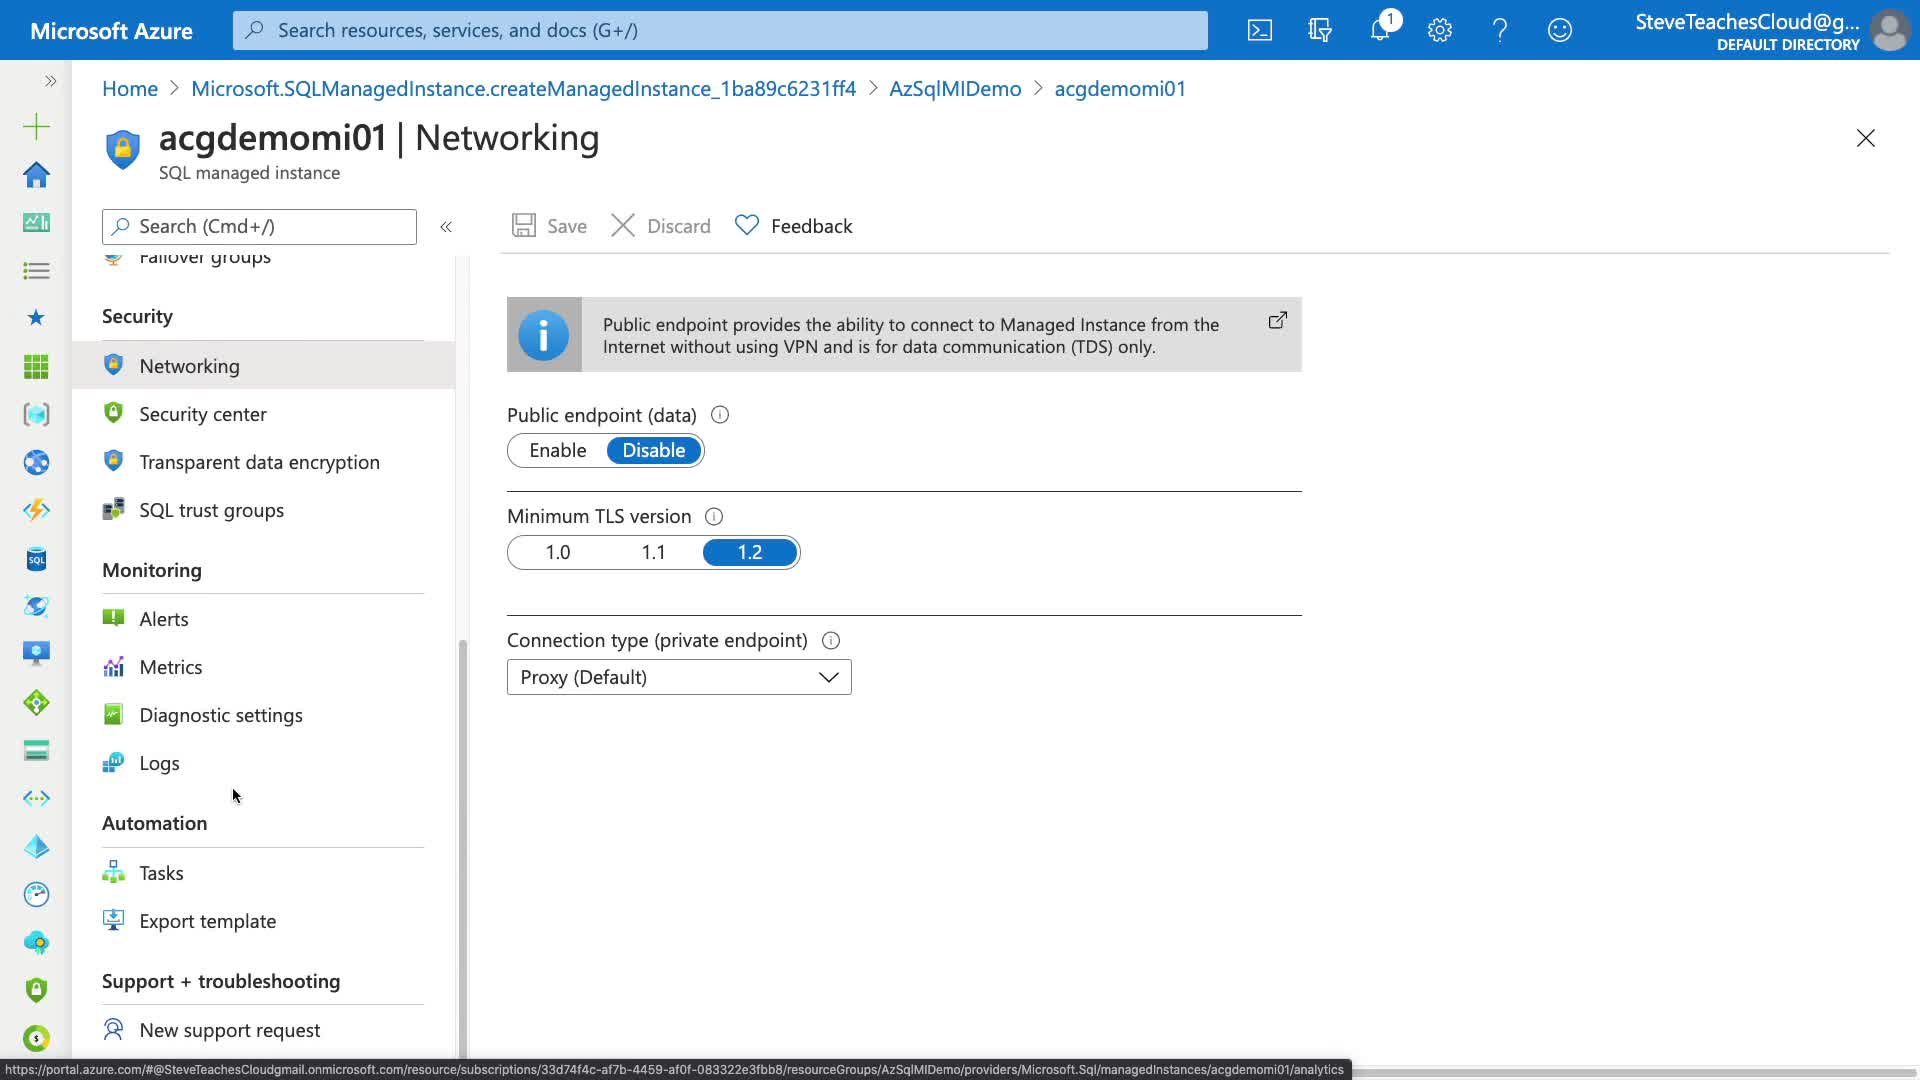 Microsoft Azure
Search resources, services, and docs (G+/)
1
SteveTeachesCloud@g...
DEFAULT DIRECTORY
Home > Microsoft.SQLManagedInstance.createManagedInstance_1ba89c6231ff4 > AzSqlMIDemo > acgdemomi01
acgdemomi01 | Networking
SQL managed instance
Search (Cmd+/)
Save
Discard
Feedback
Failover groups
Security
Networking
Security center
Transparent data encryption
SQL trust groups
Monitoring
Alerts
Metrics
Diagnostic settings
Logs
Automation
Tasks
Export template
Support + troubleshooting
New support request
Public endpoint provides the ability to connect to Managed Instance from the
Internet without using VPN and is for data communication (TDS) only.
Public endpoint (data)
Enable Disable
Minimum TLS version
1.0 1.1 1.2
Connection type (private endpoint)
Proxy (Default)
SQL
https://portal.azure.com/#@SteveTeachesCloudgmail.onmicrosoft.com/resource/subscriptions/33d74f4c-af7b-4459-af0f-083322e3fbb8/resourceGroups/AzSqlMIDemo/providers/Microsoft.Sql/managedInstances/acgdemomi01/analytics